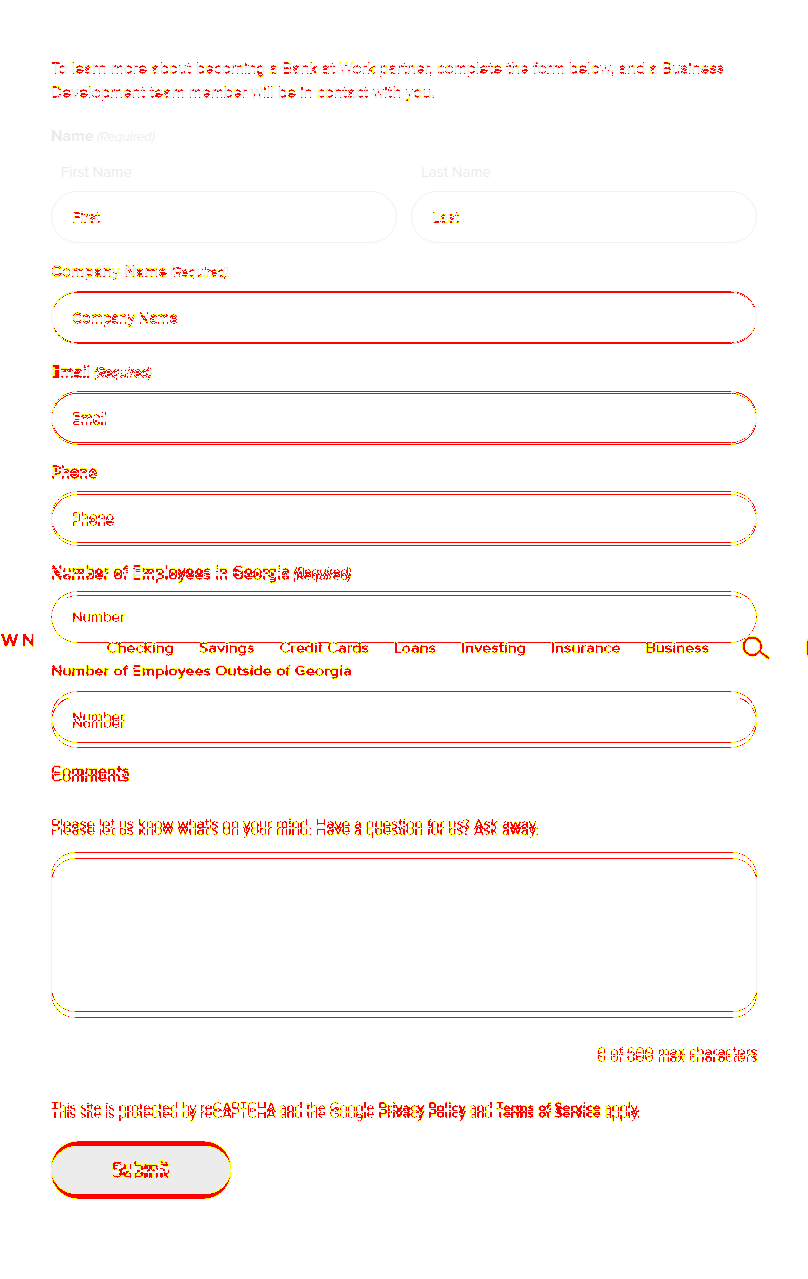 To learn more about becoming a Bank at Work partner, complete the form below, and a Business
Development team member will be in contact with you.
Name (Required)
First Name Last Name
First Last
Company Name (Required)
Company Name
Email (Required)
Email
Phone
Phone
Number of Employees in Georgia (Required)
Number
WN Checking Savings Credit Cards Loans Investing Insurance Business
Number of Employees Outside of Georgia
Number
Comments
Please let us know what's on your mind. Have a question for us? Ask away.
0 of 500 max characters
This site is protected by reCAPTCHA and the Google Privacy Policy and Terms of Service apply.
Submit